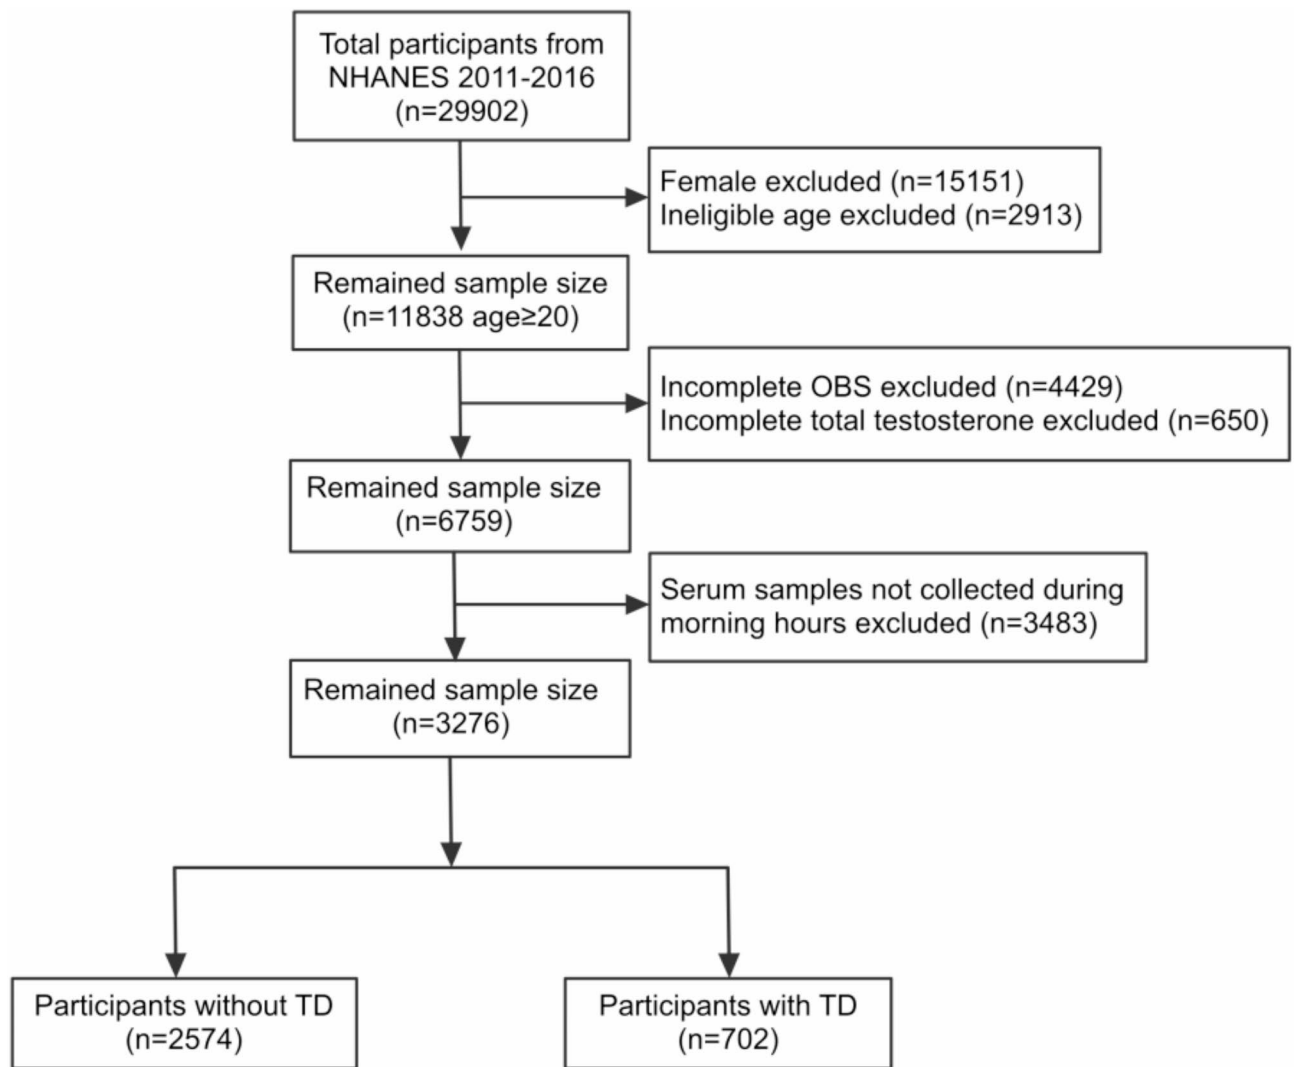 Total participants from
NHANES 2011-2016
(n=29902)
Female excluded (n=15151)
Ineligible age excluded (n=2913)
Remained sample size
(n=11838 age≥20)
Incomplete OBS excluded (n=4429)
Incomplete total testosterone excluded (n=650)
Remained sample size
(n=6759)
Serum samples not collected during
morning hours excluded (n=3483)
Remained sample size
(n=3276)
Participants without TD
(n=2574)
Participants with TD
(n=702)